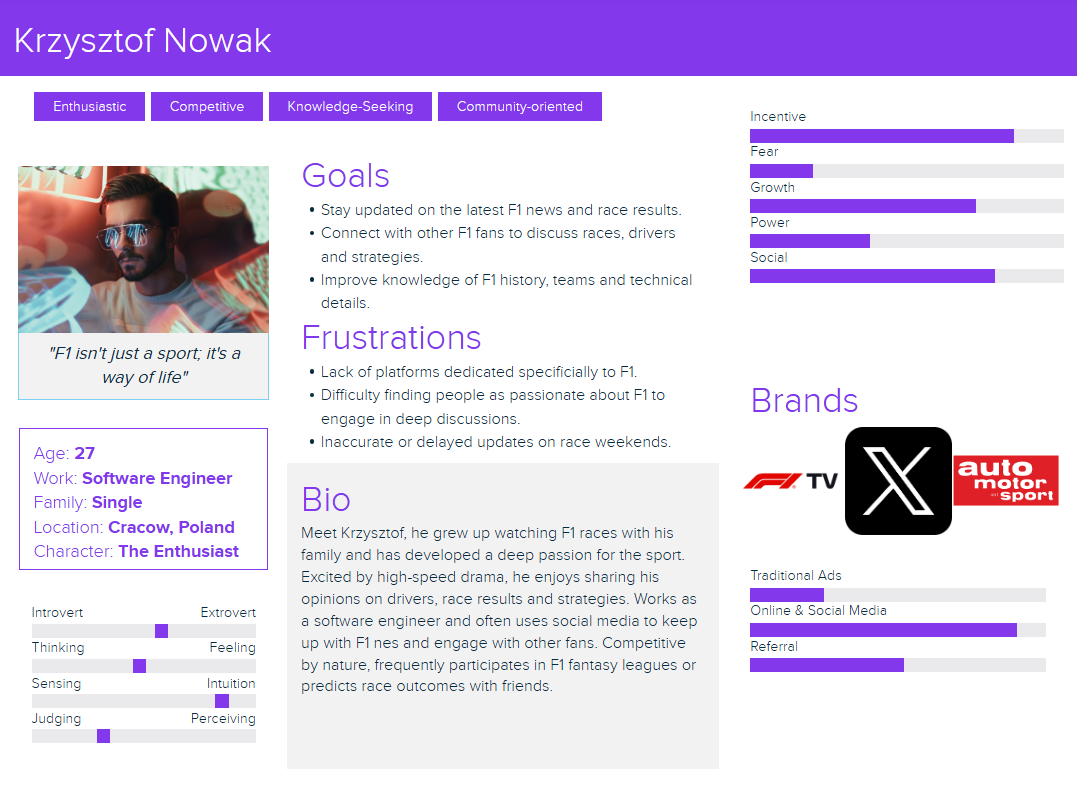 Krzysztof Nowak
Enthusiastic
Competitive
Knowledge-Seeking
Community-oriented
"F1 isn't just a sport; it's a
way of life"
Age: 27
Work: Software Engineer
Family: Single
Location: Cracow, Poland
Character: The Enthusiast
Introvert Extrovert
Thinking Feeling
Sensing Intuition
Judging Perceiving
Goals
• Stay updated on the latest F1 news and race results.
• Connect with other F1 fans to discuss races, drivers
and strategies.
• Improve knowledge of F1 history, teams and technical
details.
Frustrations
• Lack of platforms dedicated specificially to F1.
• Difficulty finding people as passionate about F1 to
engage in deep discussions.
• Inaccurate or delayed updates on race weekends.
Bio
Meet Krzysztof, he grew up watching F1 races with his
family and has developed a deep passion for the sport.
Excited by high-speed drama, he enjoys sharing his
opinions on drivers, race results and strategies. Works as
a software engineer and often uses social media to keep
up with F1 nes and engage with other fans. Competitive
by nature, frequently participates in F1 fantasy leagues or
predicts race outcomes with friends.
Incentive
Fear
Growth
Power
Social
Brands
F1 TV
X
auto
motor
und sport
Traditional Ads
Online & Social Media
Referral